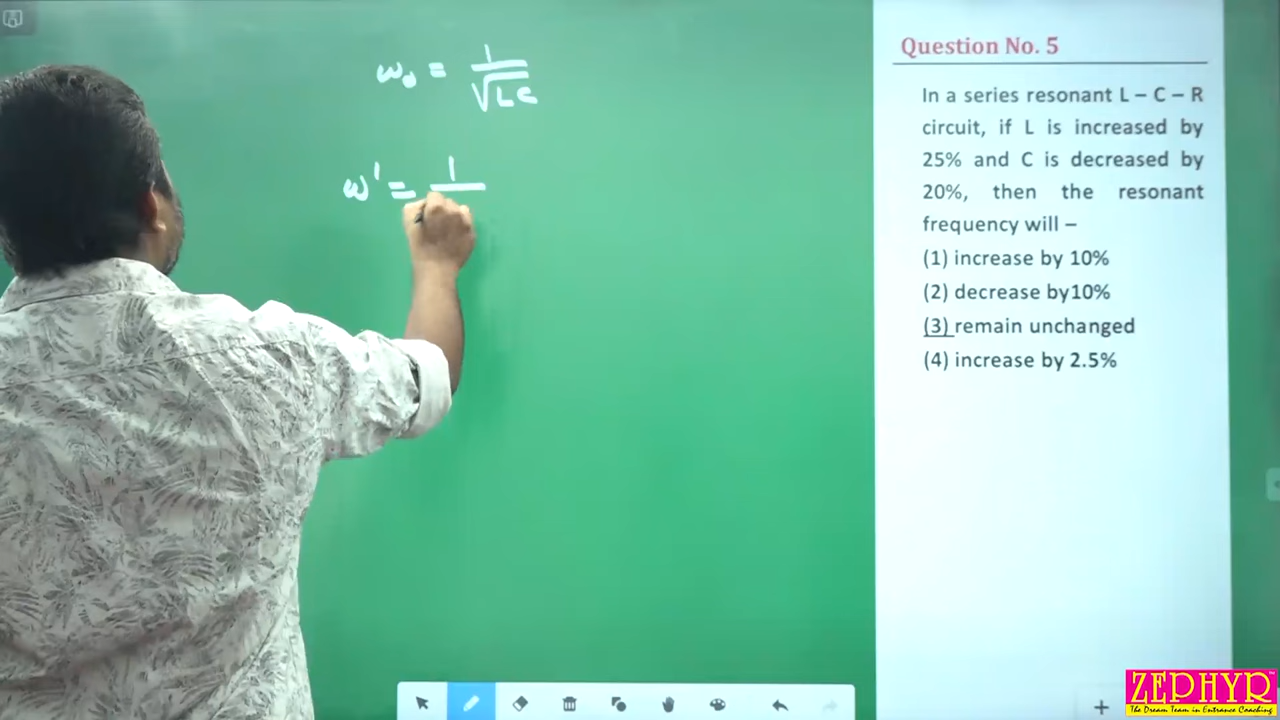 ω₀ = 1/√LC
ω' = 1/
Question No. 5
In a series resonant L – C – R
circuit, if L is increased by
25% and C is decreased by
20%, then the resonant
frequency will –
(1) increase by 10%
(2) decrease by10%
(3) remain unchanged
(4) increase by 2.5%
ZEPHYR
The Dream Team in Entrance Coaching